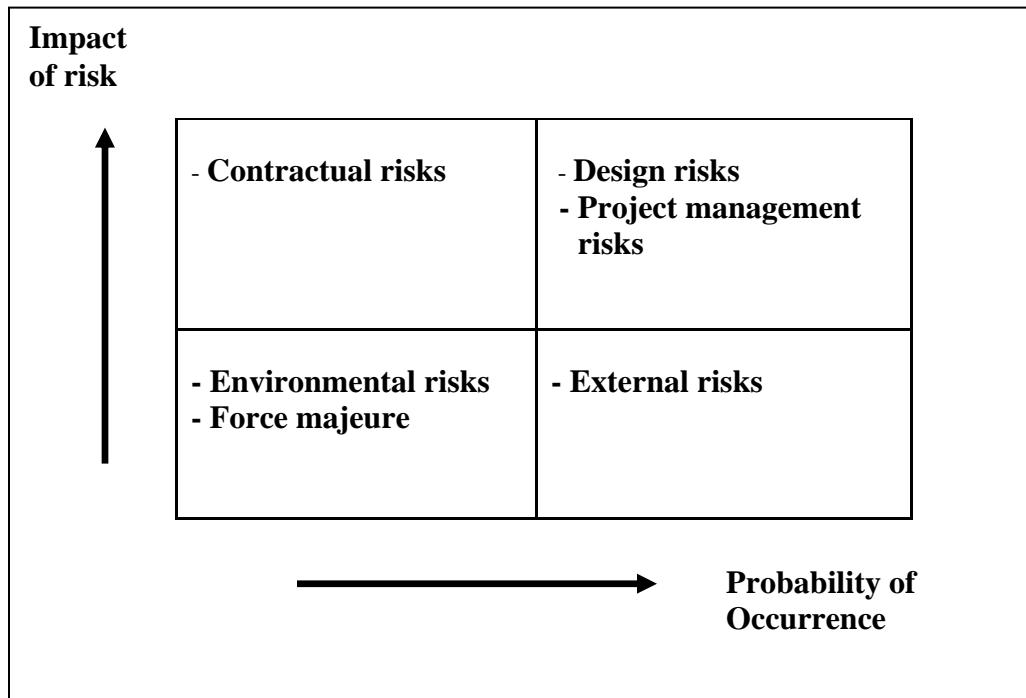 Impact
of risk
- Contractual risks
- Design risks
- Project management
risks
- Environmental risks
- Force majeure
- External risks
Probability of
Occurrence